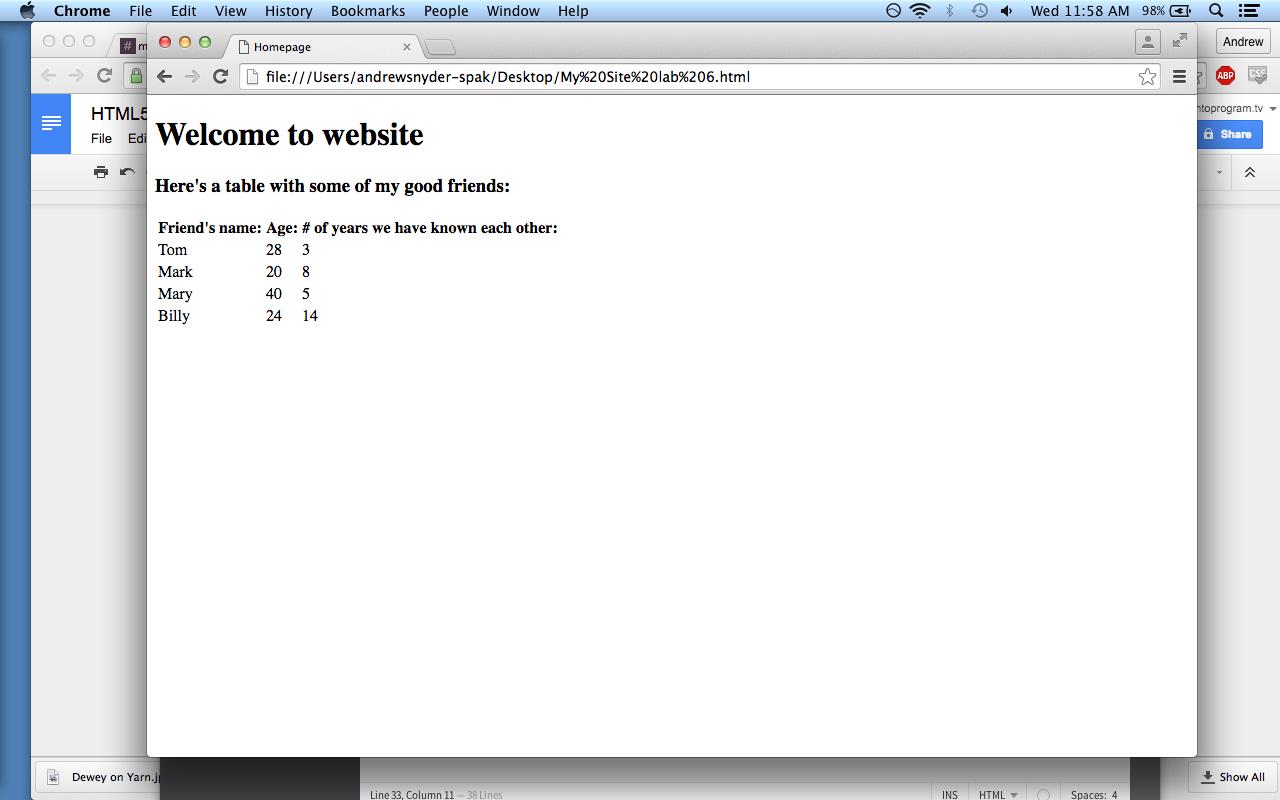 Chrome File Edit View History Bookmarks People Window Help Wed 11:58 AM 98%
# m Homepage Andrew
file:///Users/andrewsnyder-spak/Desktop/My%20Site%20lab%206.html ABP CSS
HTML5 ntoprogram.tv
File Edi Share
Welcome to website
Here's a table with some of my good friends:
Friend's name: Age: # of years we have known each other:
Tom 28 3
Mark 20 8
Mary 40 5
Billy 24 14
Dewey on Yarn.j Show All
Line 33, Column 11 — 38 Lines INS HTML Spaces: 4